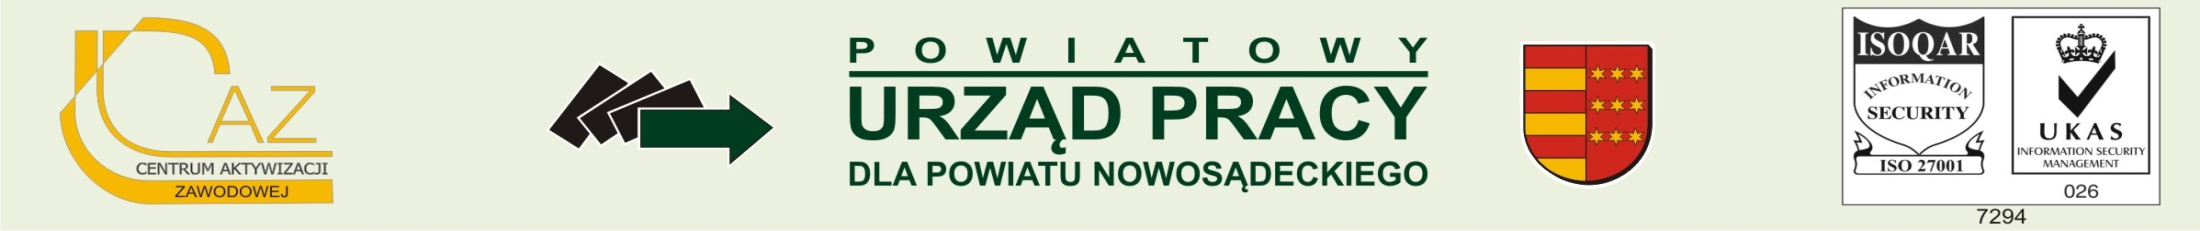 CAZ
CENTRUM AKTYWIZACJI
ZAWODOWEJ
POWIATOWY
URZĄD PRACY
DLA POWIATU NOWOSĄDECKIEGO
ISOQAR
INFORMATION
SECURITY
ISO 27001
UKAS
INFORMATION SECURITY
MANAGEMENT
026
7294